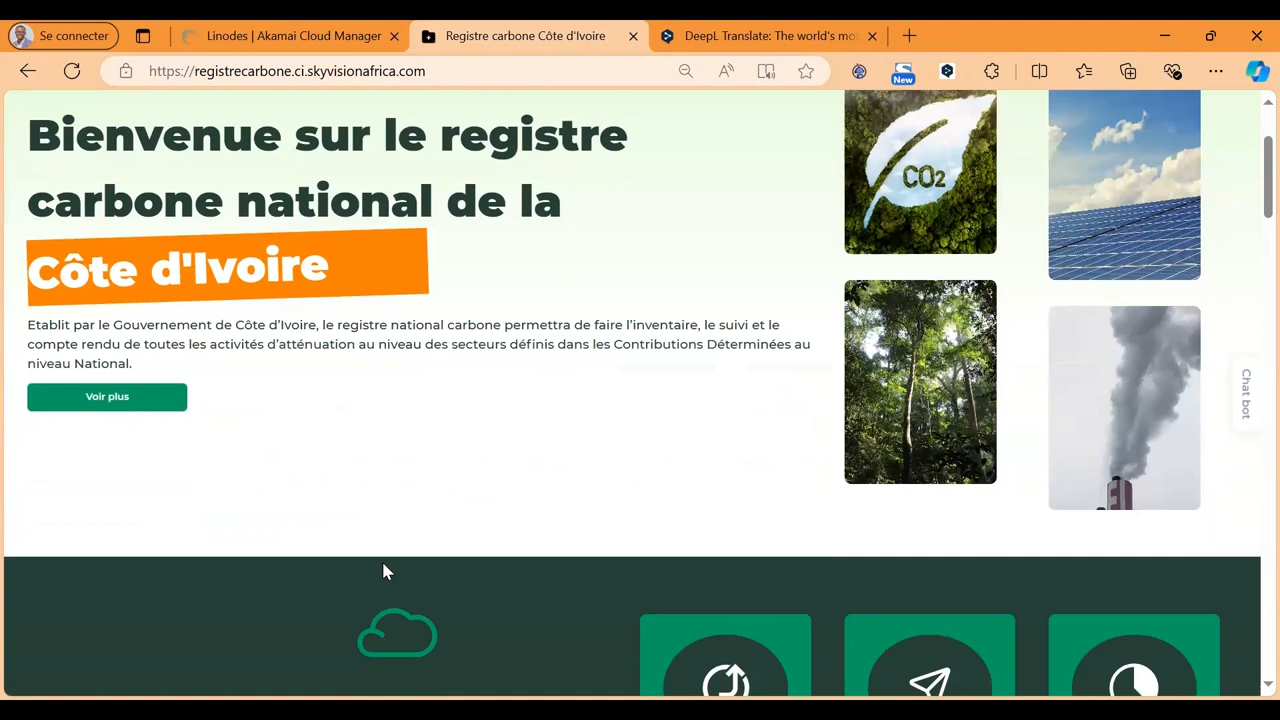 Se connecter
Linodes | Akamai Cloud Manager
Registre carbone Côte d'Ivoire
DeepL Translate: The world's mo
https://registrecarbone.ci.skyvisionafrica.com
New
Bienvenue sur le registre
carbone national de la
Côte d'Ivoire
Etablit par le Gouvernement de Côte d'Ivoire, le registre national carbone permettra de faire l'inventaire, le suivi et le
compte rendu de toutes les activités d'atténuation au niveau des secteurs définis dans les Contributions Déterminées au
niveau National.
Voir plus
CO2
Chat bot